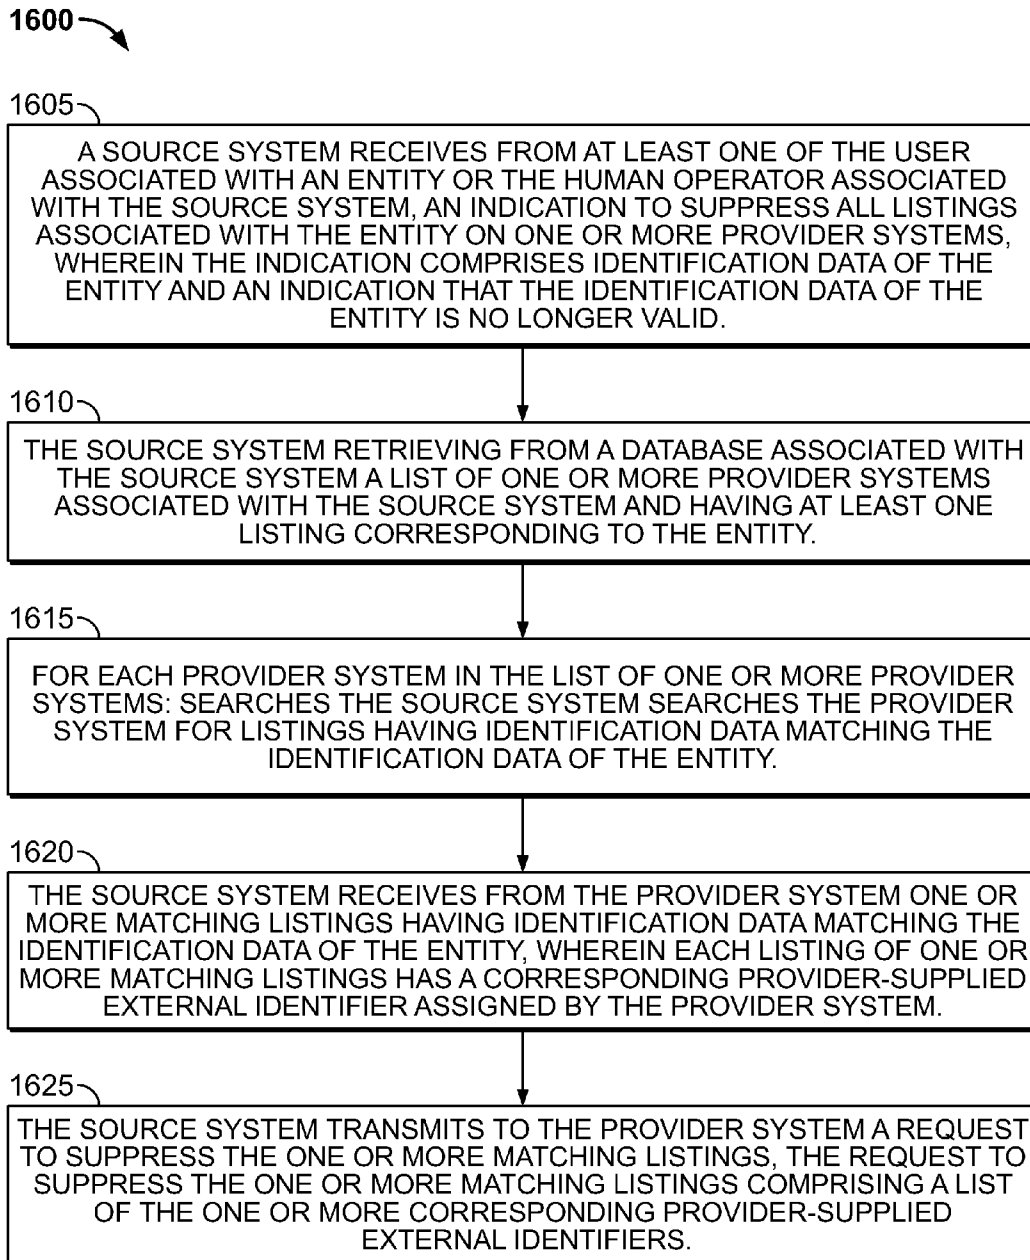 1600
1605
A SOURCE SYSTEM RECEIVES FROM AT LEAST ONE OF THE USER
ASSOCIATED WITH AN ENTITY OR THE HUMAN OPERATOR ASSOCIATED
WITH THE SOURCE SYSTEM, AN INDICATION TO SUPPRESS ALL LISTINGS
ASSOCIATED WITH THE ENTITY ON ONE OR MORE PROVIDER SYSTEMS,
WHEREIN THE INDICATION COMPRISES IDENTIFICATION DATA OF THE
ENTITY AND AN INDICATION THAT THE IDENTIFICATION DATA OF THE
ENTITY IS NO LONGER VALID.
1610
THE SOURCE SYSTEM RETRIEVING FROM A DATABASE ASSOCIATED WITH
THE SOURCE SYSTEM A LIST OF ONE OR MORE PROVIDER SYSTEMS
ASSOCIATED WITH THE SOURCE SYSTEM AND HAVING AT LEAST ONE
LISTING CORRESPONDING TO THE ENTITY.
1615
FOR EACH PROVIDER SYSTEM IN THE LIST OF ONE OR MORE PROVIDER
SYSTEMS: SEARCHES THE SOURCE SYSTEM SEARCHES THE PROVIDER
SYSTEM FOR LISTINGS HAVING IDENTIFICATION DATA MATCHING THE
IDENTIFICATION DATA OF THE ENTITY.
1620
THE SOURCE SYSTEM RECEIVES FROM THE PROVIDER SYSTEM ONE OR
MORE MATCHING LISTINGS HAVING IDENTIFICATION DATA MATCHING THE
IDENTIFICATION DATA OF THE ENTITY, WHEREIN EACH LISTING OF ONE OR
MORE MATCHING LISTINGS HAS A CORRESPONDING PROVIDER-SUPPLIED
EXTERNAL IDENTIFIER ASSIGNED BY THE PROVIDER SYSTEM.
1625
THE SOURCE SYSTEM TRANSMITS TO THE PROVIDER SYSTEM A REQUEST
TO SUPPRESS THE ONE OR MORE MATCHING LISTINGS, THE REQUEST TO
SUPPRESS THE ONE OR MORE MATCHING LISTINGS COMPRISING A LIST
OF THE ONE OR MORE CORRESPONDING PROVIDER-SUPPLIED
EXTERNAL IDENTIFIERS.